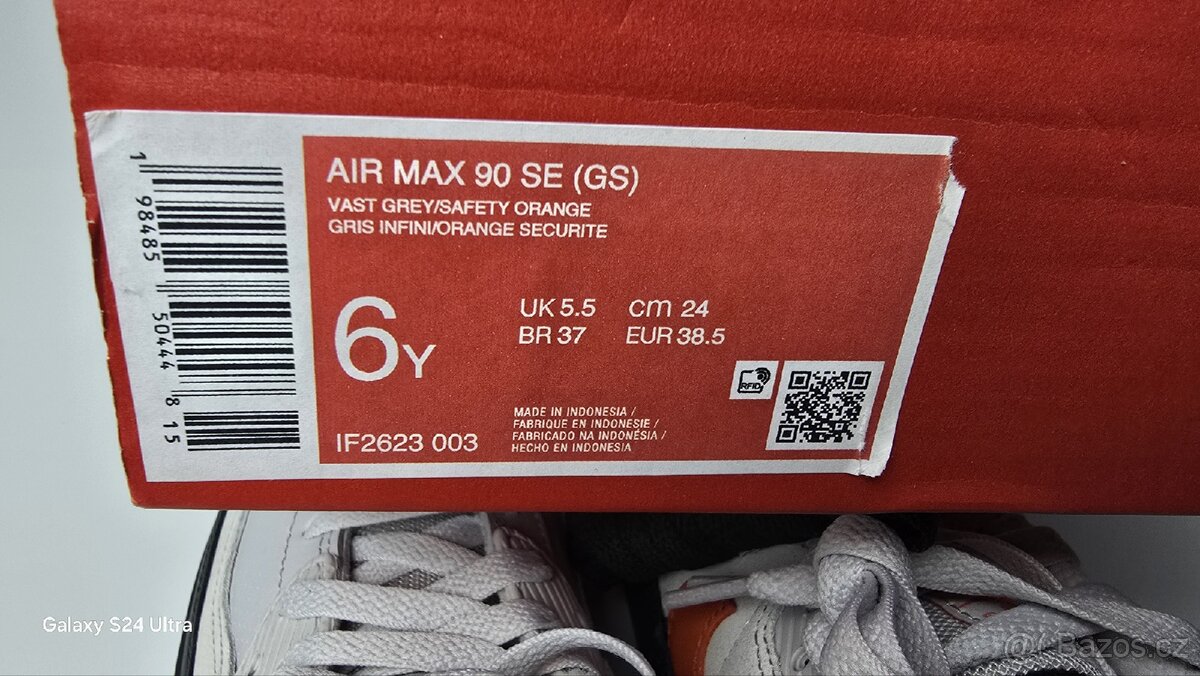 AIR MAX 90 SE (GS)
VAST GREY/SAFETY ORANGE
GRIS INFINI/ORANGE SECURITE
6Y
UK 5.5 cm 24
BR 37 EUR 38.5
RFID
IF2623 003
MADE IN INDONESIA /
FABRIQUE EN INDONESIE /
FABRICADO NA INDONÉSIA /
HECHO EN INDONESIA
1 98485 50444 8 15
Galaxy S24 Ultra
Bazos.cz